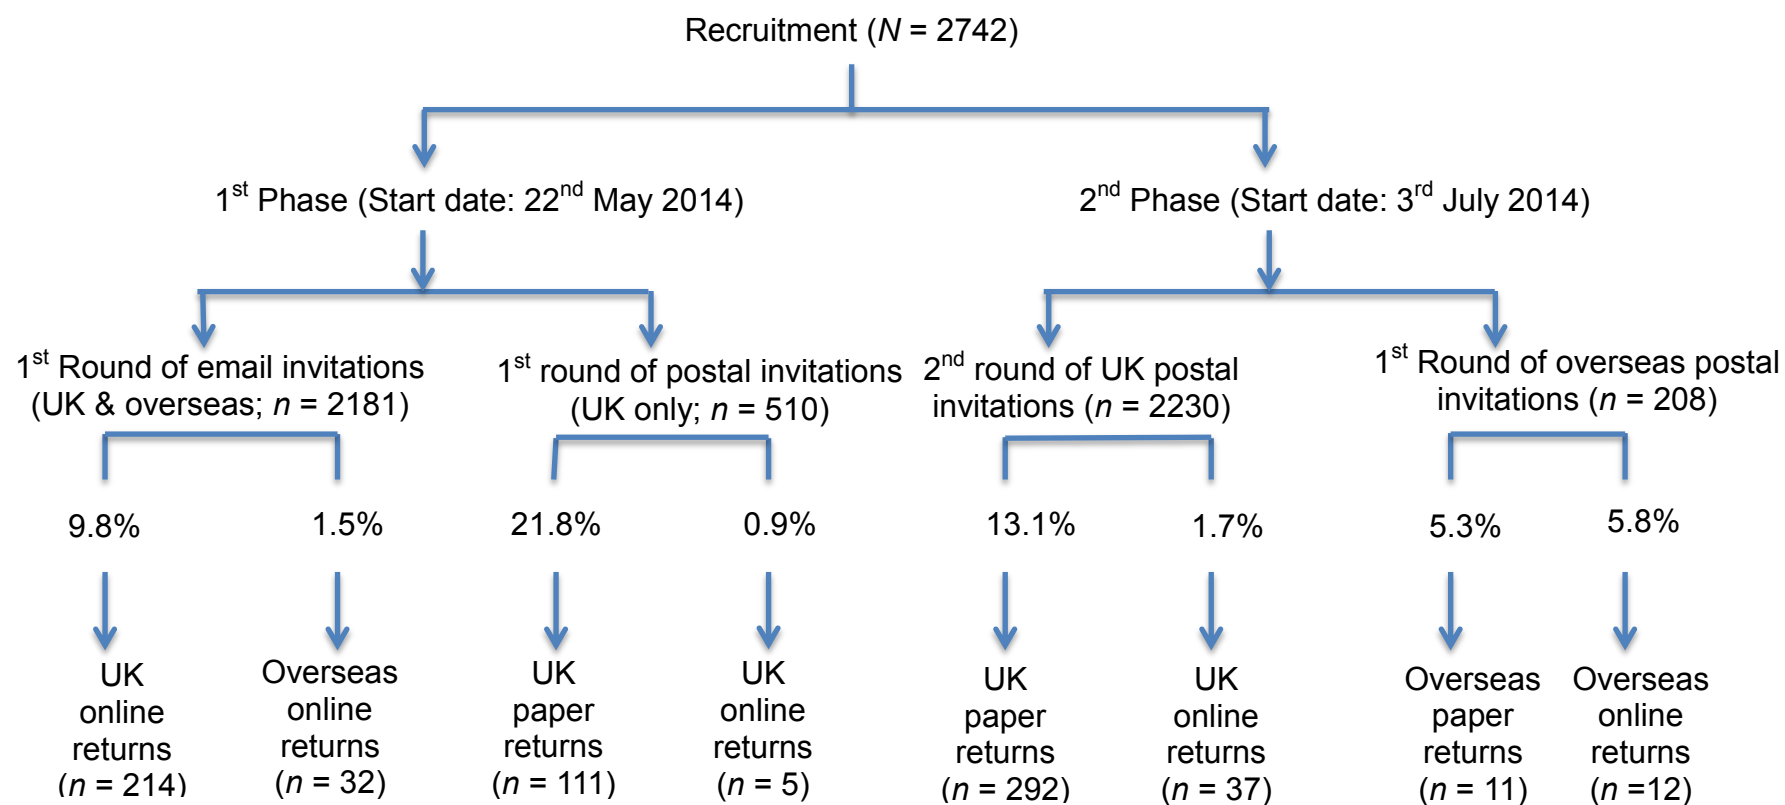 Recruitment (N = 2742)
1st Phase (Start date: 22nd May 2014)
2nd Phase (Start date: 3rd July 2014)
1st Round of email invitations
(UK & overseas; n = 2181)
1st round of postal invitations
(UK only; n = 510)
2nd round of UK postal
invitations (n = 2230)
1st Round of overseas postal
invitations (n = 208)
9.8%
1.5%
21.8%
0.9%
13.1%
1.7%
5.3%
5.8%
UK
online
returns
(n = 214)
Overseas
online
returns
(n = 32)
UK
paper
returns
(n = 111)
UK
online
returns
(n = 5)
UK
paper
returns
(n = 292)
UK
online
returns
(n = 37)
Overseas
paper
returns
(n = 11)
Overseas
online
returns
(n =12)